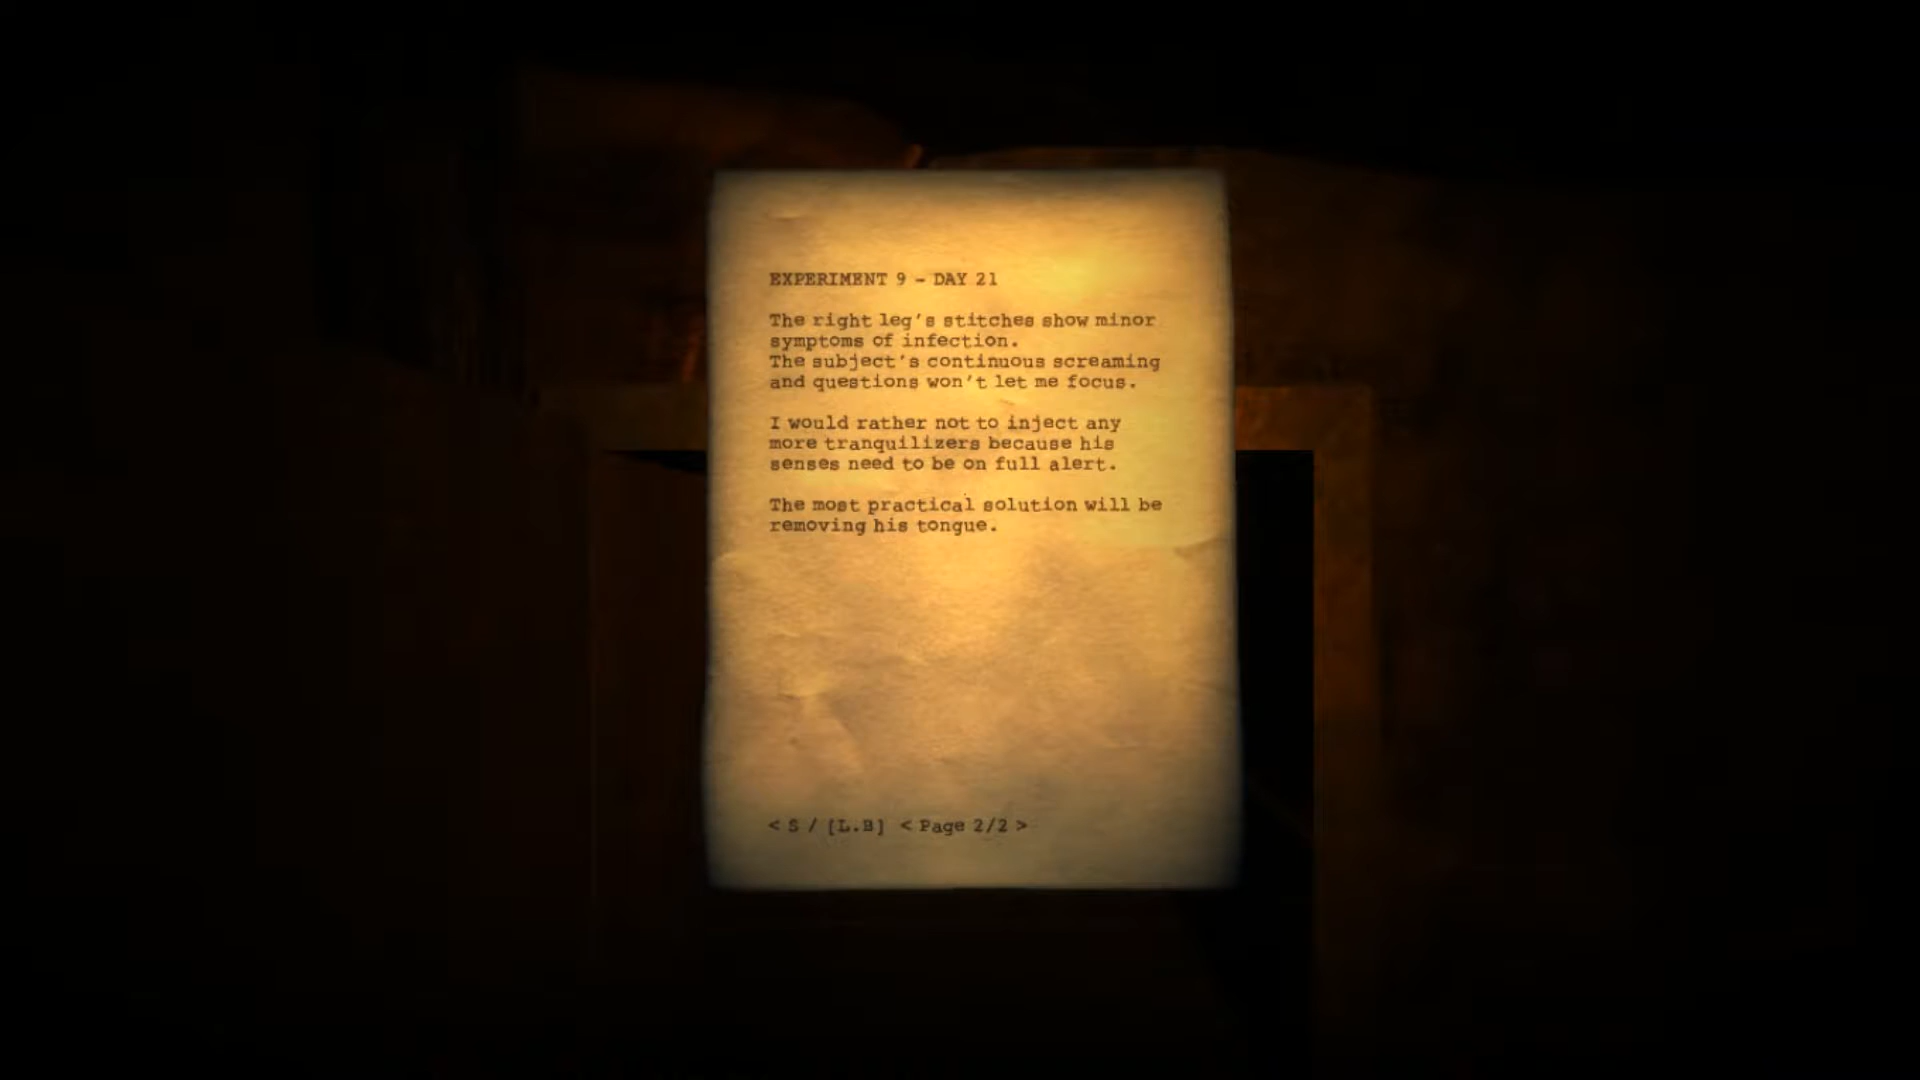 EXPERIMENT 9 - DAY 21
The right leg's stitches show minor
symptoms of infection.
The subject's continuous screaming
and questions won't let me focus.
I would rather not to inject any
more tranquilizers because his
senses need to be on full alert.
The most practical solution will be
removing his tongue.
< S / [L.B] < Page 2/2 >